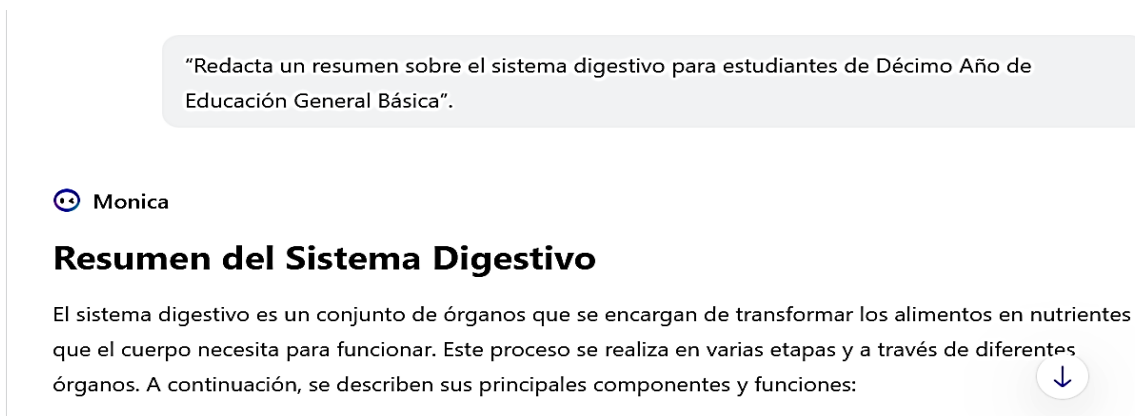 “Redacta un resumen sobre el sistema digestivo para estudiantes de Décimo Año de
Educación General Básica”.
Monica
Resumen del Sistema Digestivo
El sistema digestivo es un conjunto de órganos que se encargan de transformar los alimentos en nutrientes
que el cuerpo necesita para funcionar. Este proceso se realiza en varias etapas y a través de diferentes
órganos. A continuación, se describen sus principales componentes y funciones: